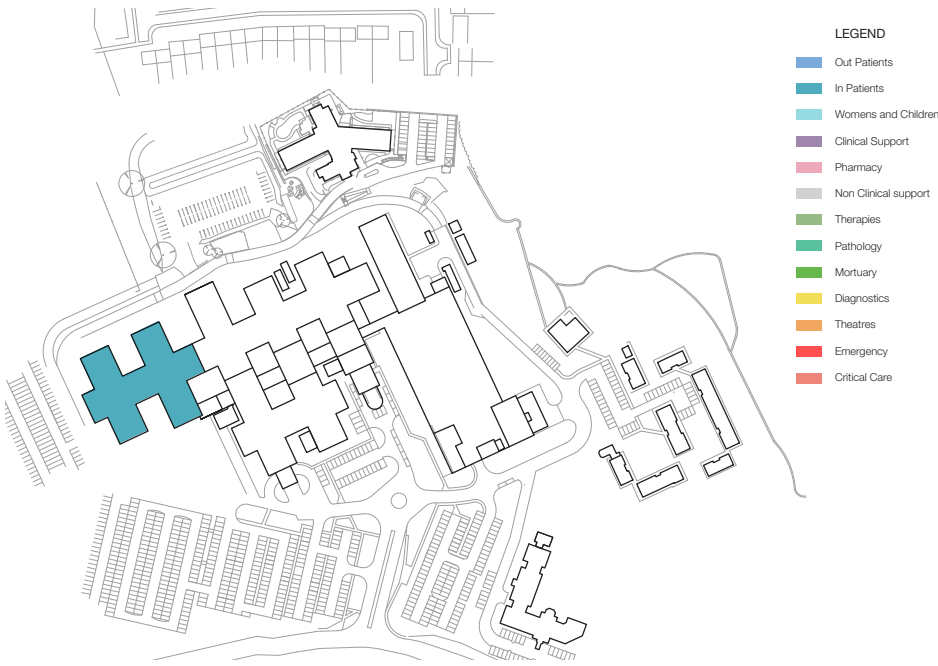 LEGEND
Out Patients
In Patients
Womens and Children
Clinical Support
Pharmacy
Non Clinical support
Therapies
Pathology
Mortuary
Diagnostics
Theatres
Emergency
Critical Care